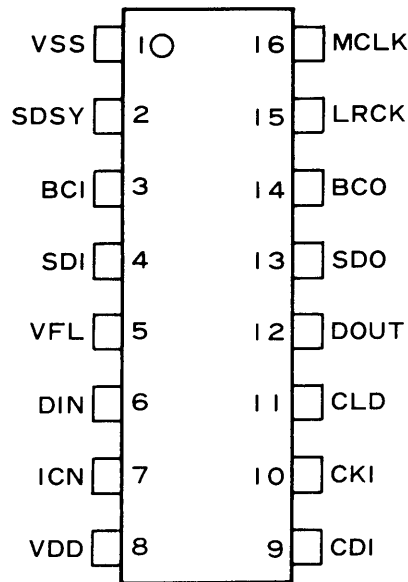 VSS 1 16 MCLK
SDSY 2 15 LRCK
BCI 3 14 BCO
SDI 4 13 SDO
VFL 5 12 DOUT
DIN 6 11 CLD
ICN 7 10 CKI
VDD 8 9 CDI